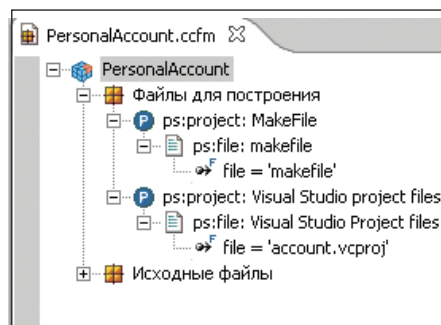 PersonalAccount.ccfm
PersonalAccount
Файлы для построения
ps:project: MakeFile
ps:file: makefile
file = 'makefile'
ps:project: Visual Studio project files
ps:file: Visual Studio Project files
file = 'account.vcproj'
Исходные файлы